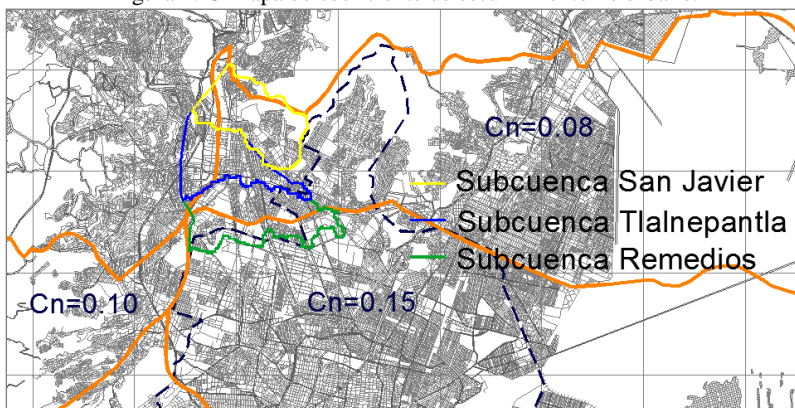 Cn=0.08
Subcuenca San Javier
Subcuenca Tlalnepantla
Subcuenca Remedios
Cn=0.10
Cn=0.15